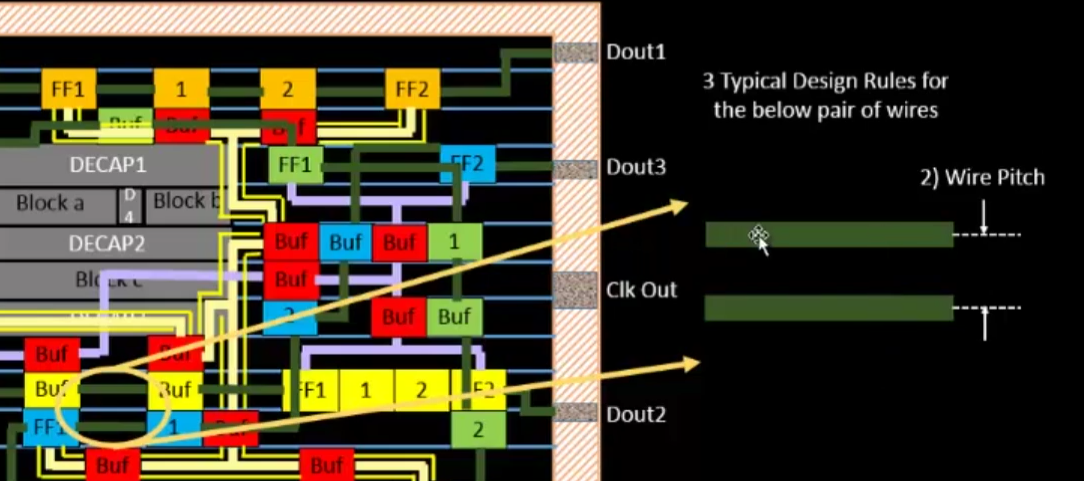 Dout1
FF1 1 2 FF2
3 Typical Design Rules for
the below pair of wires
Buf Buf Buf
DECAP1
FF1 FF2
Dout3
2) Wire Pitch
Block a
D
4
Block b
DECAP2
Buf Buf Buf 1
Block c
Buf
Clk Out
2 Buf Buf
Buf Buf
Buf Buf
FF1 1 2 FF2
FF1 1 Buf
Dout2
2
Buf Buf